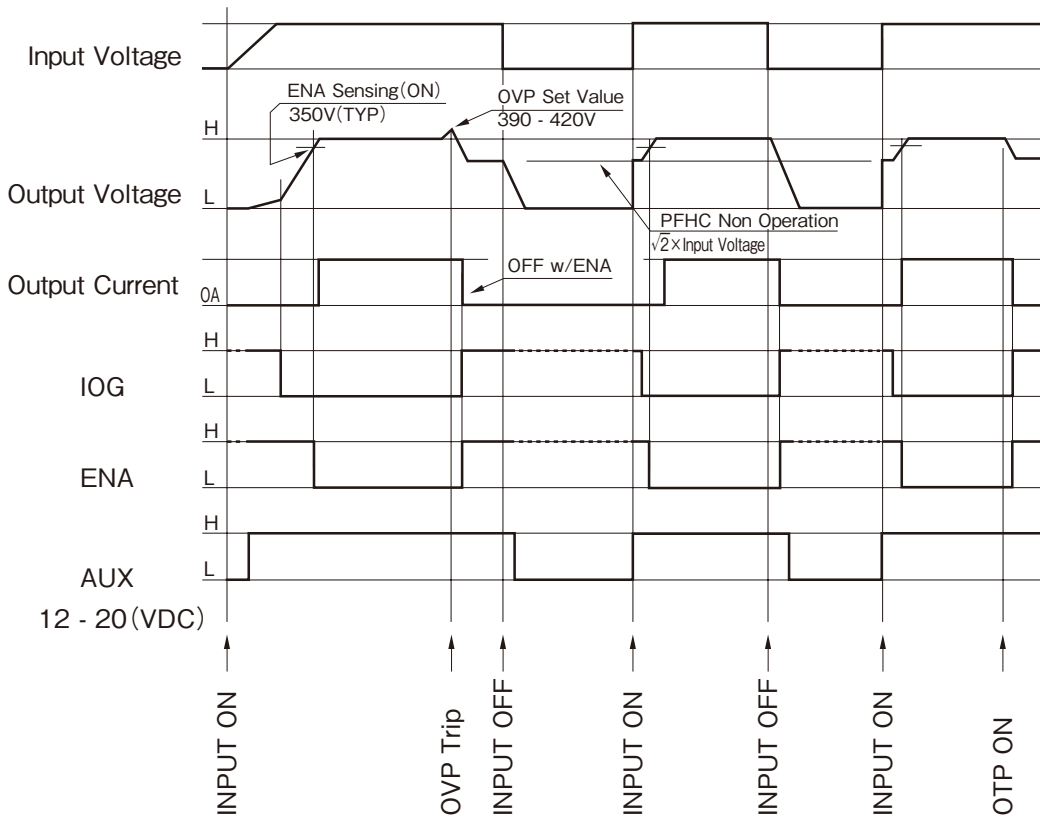 Input Voltage
ENA Sensing(ON)
350V(TYP)
OVP Set Value
390 - 420V
H
Output Voltage
L
PFHC Non Operation
√2×Input Voltage
OFF w/ENA
Output Current
0A
H
IOG
L
H
ENA
L
H
AUX
L
12 - 20(VDC)
INPUT ON
OVP Trip
INPUT OFF
INPUT ON
INPUT OFF
INPUT ON
OTP ON